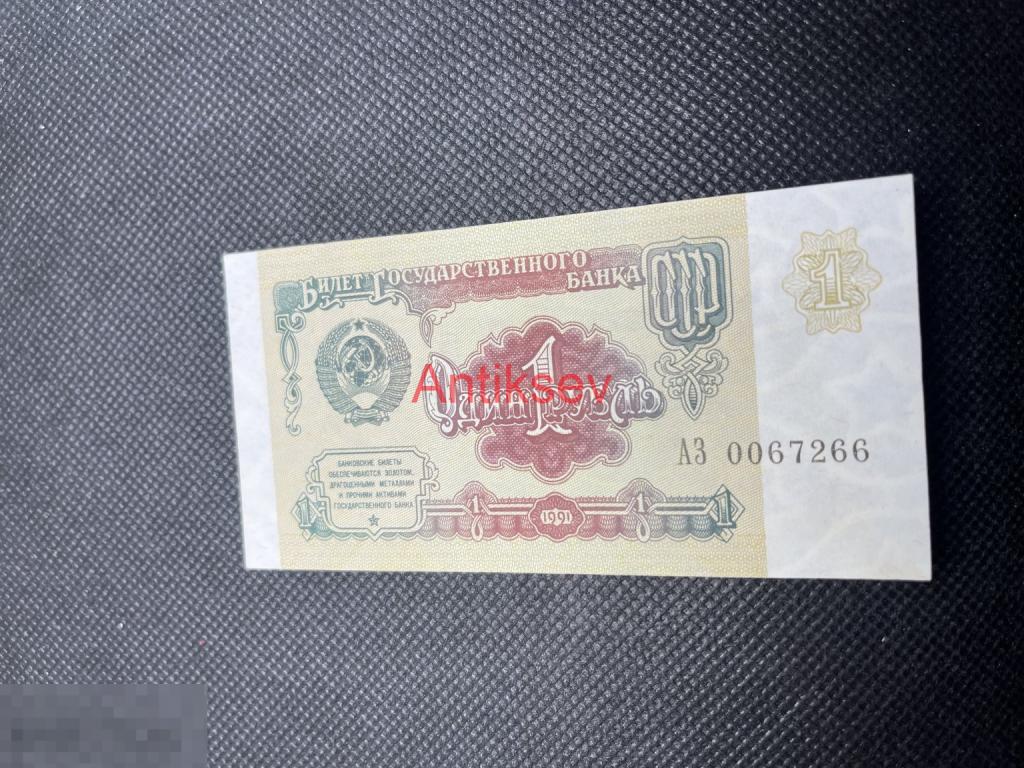 Билет Государственного
Банка
СССР
1
1
Один Рубль
Antiksev
АЗ 0067266
БАНКОВСКИЕ БИЛЕТЫ
ОБЕСПЕЧИВАЮТСЯ ЗОЛОТОМ,
ДРАГОЦЕННЫМИ МЕТАЛЛАМИ
И ПРОЧИМИ АКТИВАМИ
ГОСУДАРСТВЕННОГО БАНКА
1 1 1991 1 1